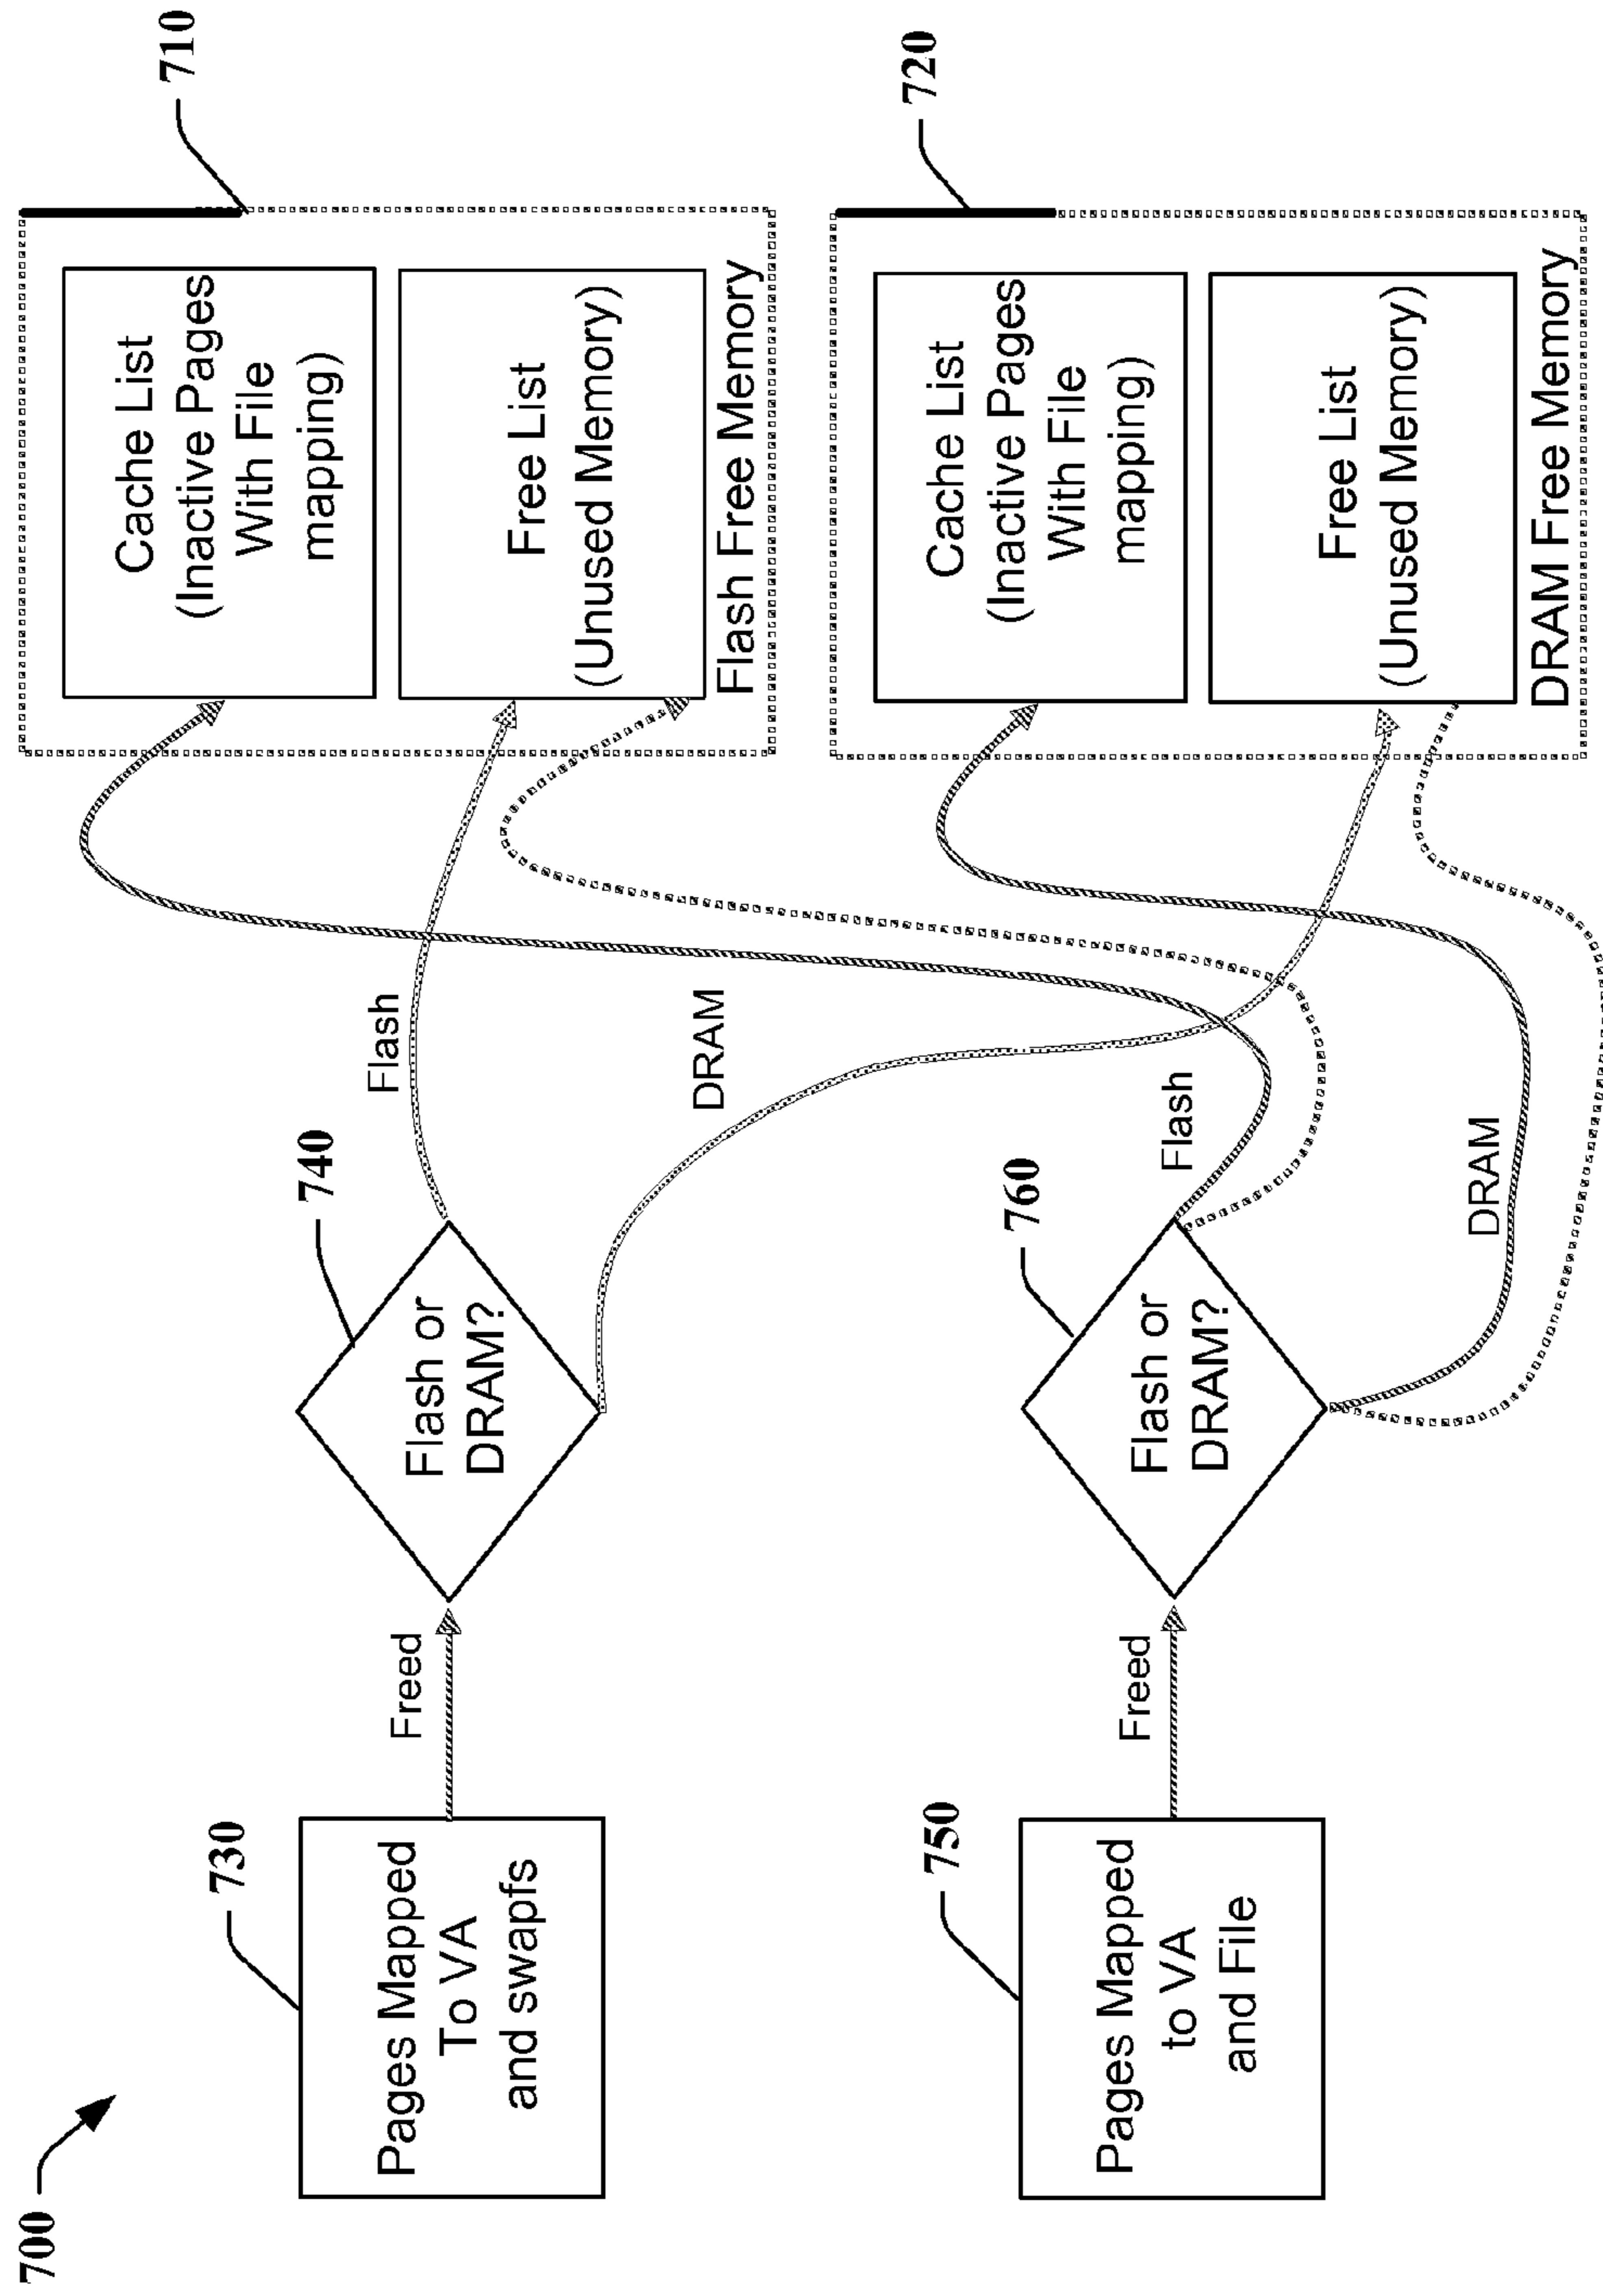 700
730
Pages Mapped
To VA
and swapfs
Freed
740
Flash or
DRAM?
Flash
DRAM
710
Cache List
(Inactive Pages
With File
mapping)
Free List
(Unused Memory)
Flash Free Memory
750
Pages Mapped
to VA
and File
Freed
760
Flash or
DRAM?
Flash
DRAM
720
Cache List
(Inactive Pages
With File
mapping)
Free List
(Unused Memory)
DRAM Free Memory